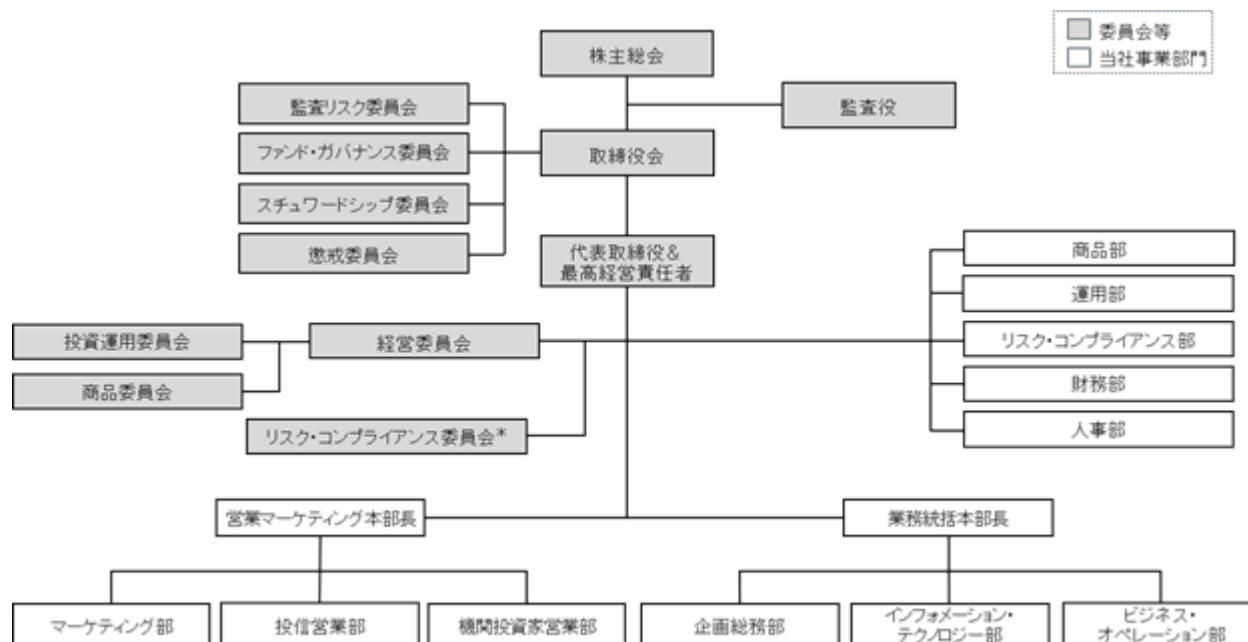 委員会等
当社事業部門
株主総会
監査役
監査リスク委員会
ファンド・ガバナンス委員会
取締役会
スチュワードシップ委員会
懲戒委員会
代表取締役&
最高経営責任者
商品部
運用部
投資運用委員会
経営委員会
リスク・コンプライアンス部
商品委員会
財務部
リスク・コンプライアンス委員会*
人事部
営業マーケティング本部長
業務統括本部長
マーケティング部
投信営業部
機関投資家営業部
企画総務部
インフォメーション・
テクノロジー部
ビジネス・
オペレーション部